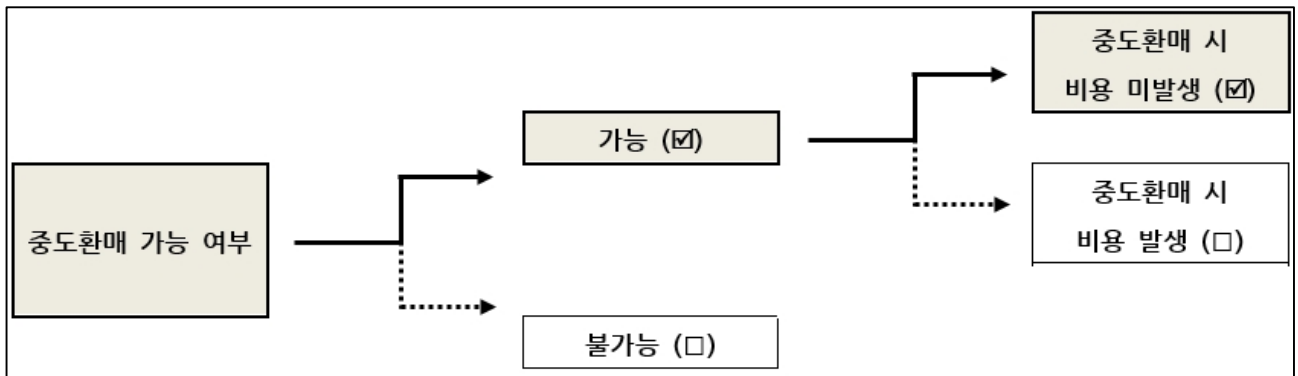 중도환매 가능 여부
가능 (☑)
불가능 (□)
중도환매 시
비용 미발생 (☑)
중도환매 시
비용 발생 (□)